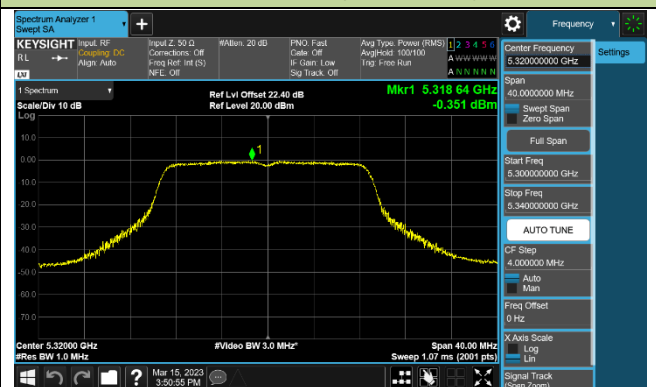 Spectrum Analyzer 1
Swept SA
Frequency
KEYSIGHT
RL
LXI
Input: RF
Coupling: DC
Align: Auto
Input Z: 50 Ω
Corrections: Off
Freq Ref: Int (S)
NFE: Off
#Atten: 20 dB
PNO: Fast
Gate: Off
IF Gain: Low
Sig Track: Off
Avg Type: Power (RMS)
Avg|Hold: 100/100
Trig: Free Run
1 2 3 4 5 6
A W W W W W
A N N N N N
1 Spectrum
Scale/Div 10 dB
Log
Ref Lvl Offset 22.40 dB
Ref Level 20.00 dBm
Mkr1 5.318 64 GHz
-0.351 dBm
1
10.0
0.00
-10.0
-20.0
-30.0
-40.0
-50.0
-60.0
-70.0
Center 5.32000 GHz
#Res BW 1.0 MHz
#Video BW 3.0 MHz*
Span 40.00 MHz
Sweep 1.07 ms (2001 pts)
Mar 15, 2023
3:50:55 PM
Center Frequency
5.320000000 GHz
Settings
Span
40.0000000 MHz
Swept Span
Zero Span
Full Span
Start Freq
5.300000000 GHz
Stop Freq
5.340000000 GHz
AUTO TUNE
CF Step
4.000000 MHz
Auto
Man
Freq Offset
0 Hz
X Axis Scale
Log
Lin
Signal Track
(Span Zoom)